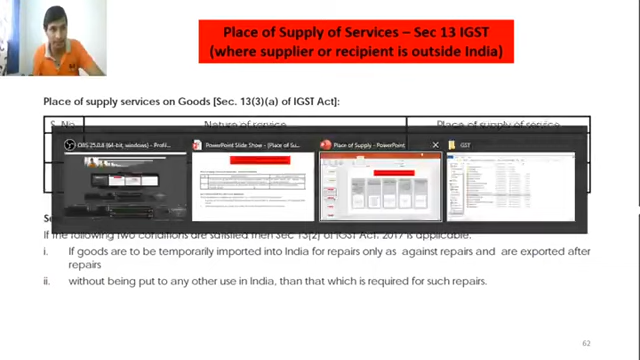 Place of Supply of Services – Sec 13 IGST
(where supplier or recipient is outside India)
Place of supply services on Goods [Sec. 13(3)(a) of IGST Act]:
S. No Nature of service Place of supply of service
OBS 25.0.8 (64-bit, windows) - Profil...
PowerPoint Slide Show - [Place of Su...
Place of Supply - PowerPoint
GST
If the following two conditions are satisfied then Sec 13(2) of IGST Act, 2017 is applicable.
i. If goods are to be temporarily imported into India for repairs only as against repairs and are exported after
repairs
ii. without being put to any other use in India, than that which is required for such repairs.
62